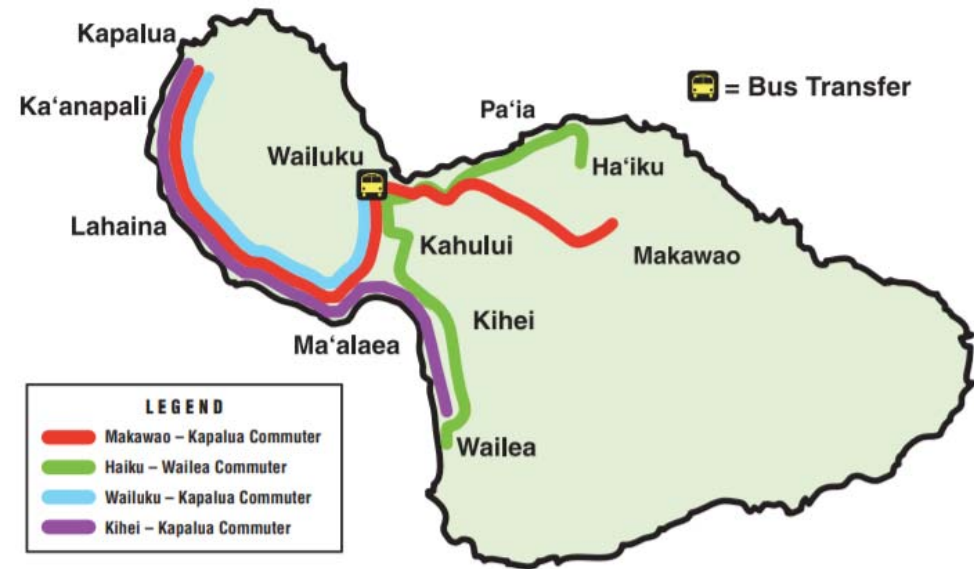 Kapalua
Ka‘anapali
= Bus Transfer
Pa‘ia
Wailuku
Ha‘iku
Lahaina
Kahului
Makawao
Kihei
Ma‘alaea
Wailea
LEGEND
Makawao – Kapalua Commuter
Haiku – Wailea Commuter
Wailuku – Kapalua Commuter
Kihei – Kapalua Commuter